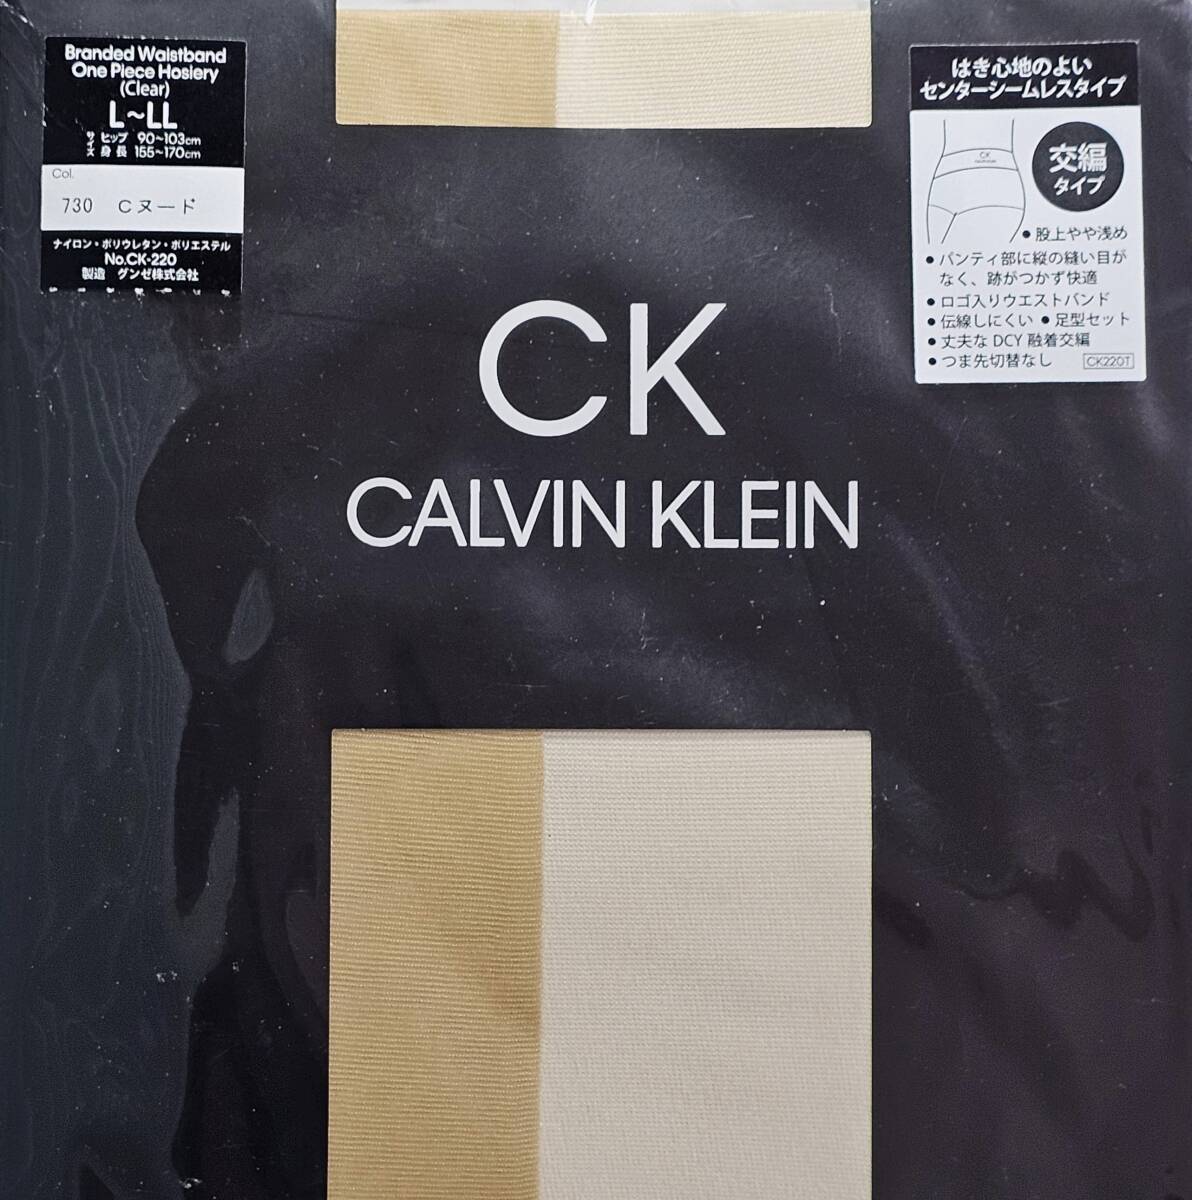 Branded Waistband
One Piece Hosiery
(Clear)
L~LL
サイズ ヒップ 90~103cm
身長 155~170cm
Col.
730 Cヌード
ナイロン・ポリウレタン・ポリエステル
No.CK-220
製造 グンゼ株式会社
はき心地のよい
センターシームレスタイプ
CK
交編
タイプ
●股上やや浅め
●パンティ部に縦の縫い目が
なく、跡がつかず快適
●ロゴ入りウエストバンド
●伝線しにくい ●足型セット
●丈夫な DCY 融着交編
●つま先切替なし CK220T
CK
CALVIN KLEIN